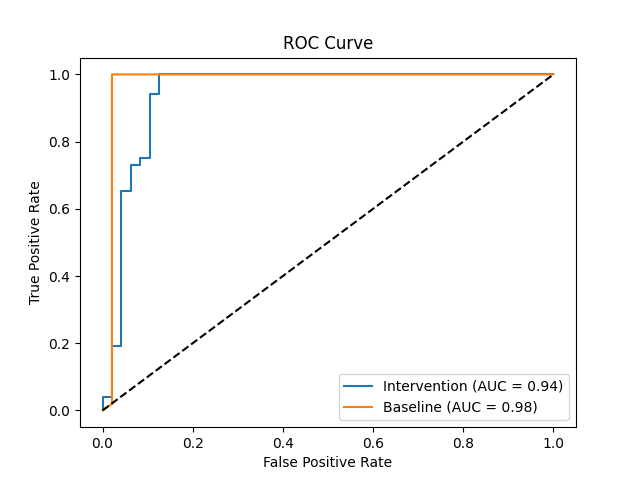 ROC Curve
True Positive Rate
1.0
0.8
0.6
0.4
0.2
0.0
0.0 0.2 0.4 0.6 0.8 1.0
False Positive Rate
Intervention (AUC = 0.94)
Baseline (AUC = 0.98)